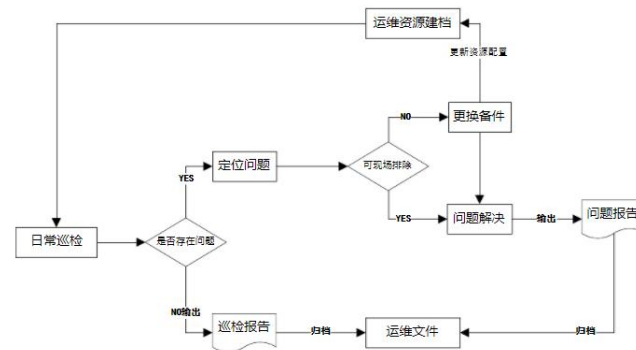 运维资源建档
更新资源配置
NO
更换备件
YES
定位问题
可现场排除
日常巡检
是否存在问题
YES
问题解决
输出
问题报告
NO输出
巡检报告
归档
运维文件
归档